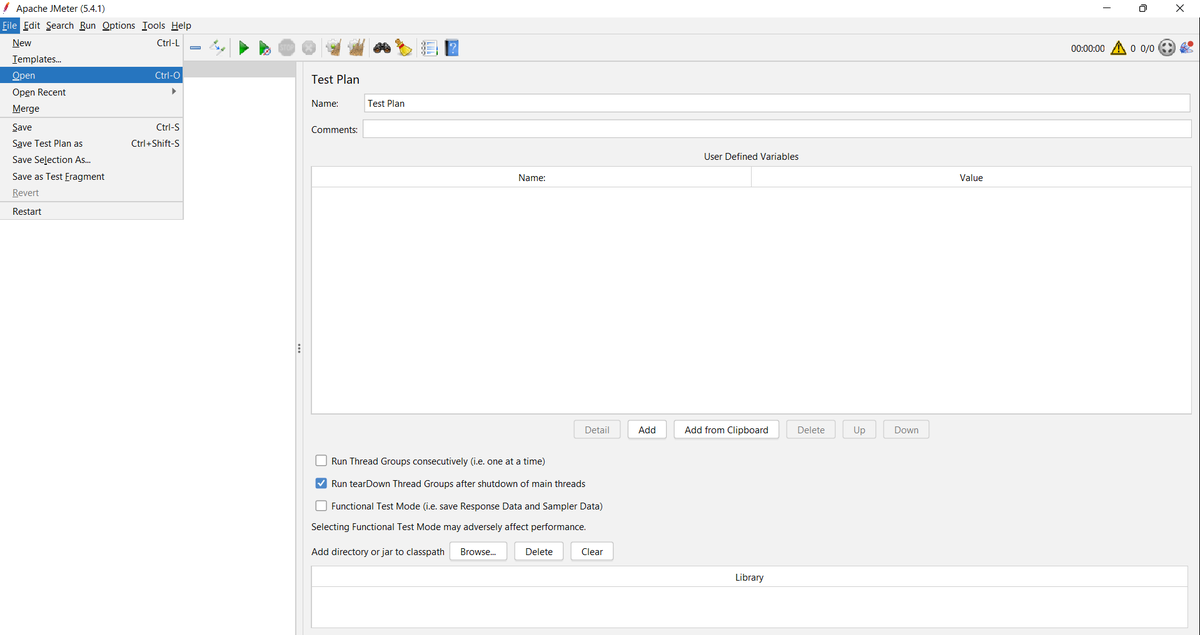 Apache JMeter (5.4.1)
File Edit Search Run Options Tools Help
New Ctrl-L
Templates...
Open Ctrl-O
Open Recent
Merge
Save Ctrl-S
Save Test Plan as Ctrl+Shift-S
Save Selection As...
Save as Test Fragment
Revert
Restart
00:00:00 0 0/0
Test Plan
Name: Test Plan
Comments:
User Defined Variables
Name: Value
Detail Add Add from Clipboard Delete Up Down
Run Thread Groups consecutively (i.e. one at a time)
Run tearDown Thread Groups after shutdown of main threads
Functional Test Mode (i.e. save Response Data and Sampler Data)
Selecting Functional Test Mode may adversely affect performance.
Add directory or jar to classpath Browse... Delete Clear
Library